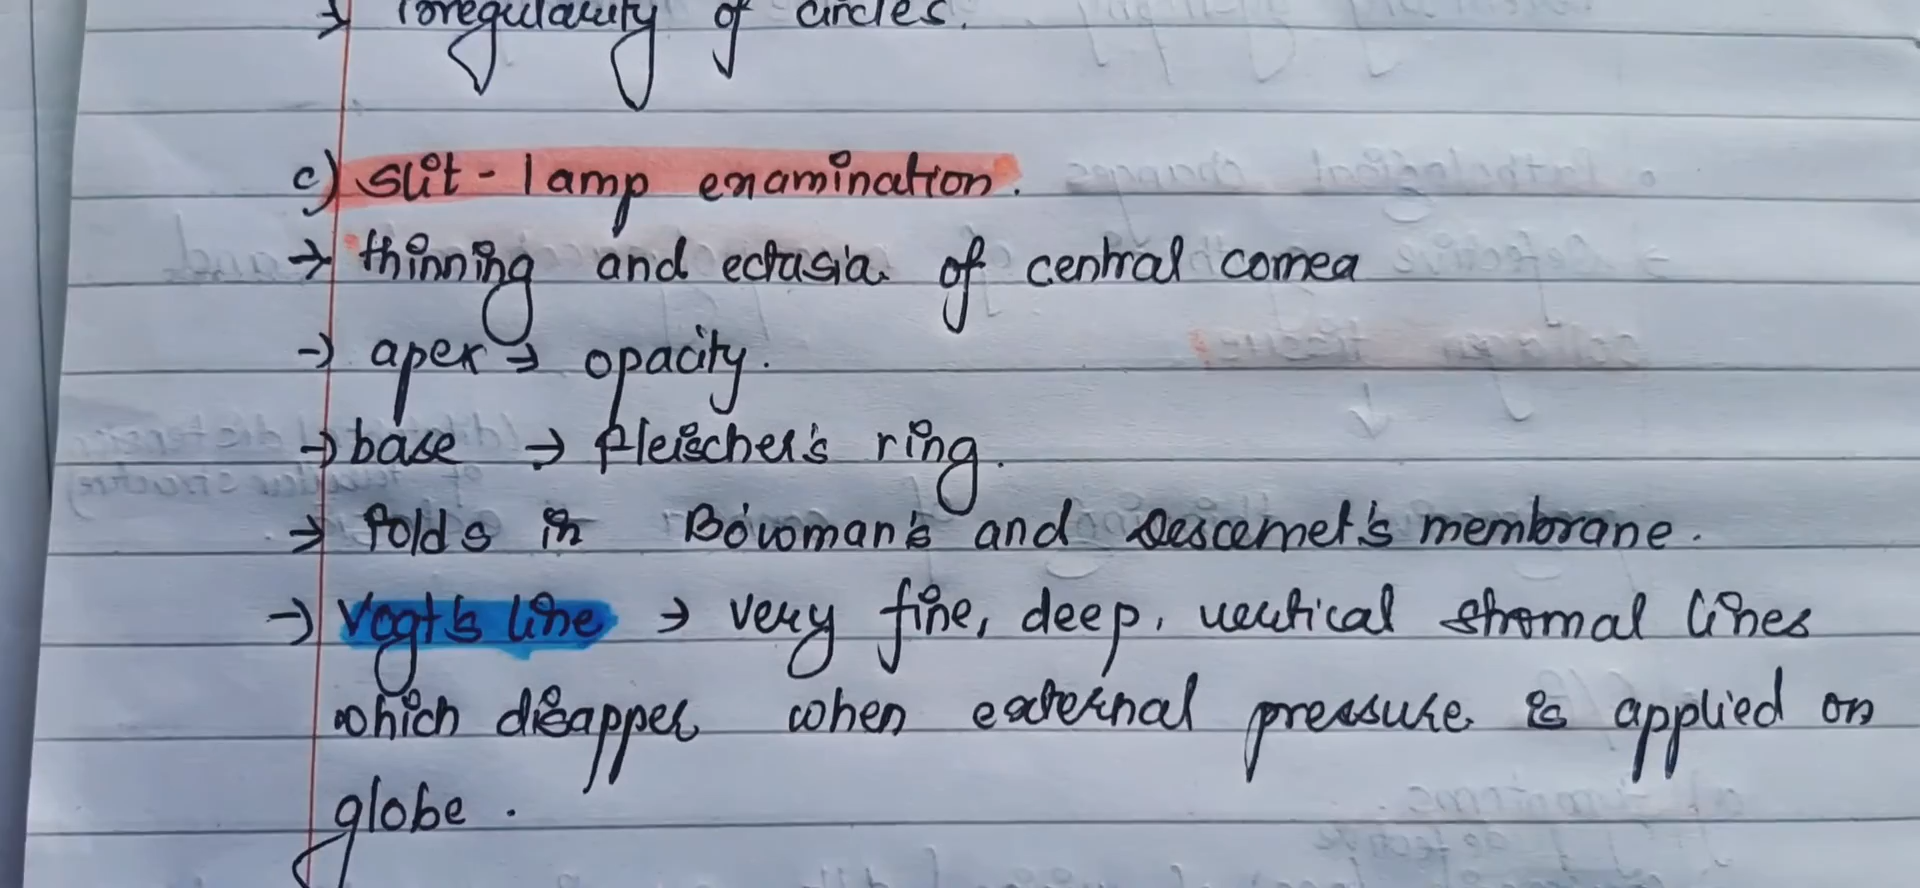 → Irregularity of circles.
c) Slit-lamp examination.
→ thinning and ectasia of central cornea
→ apex → opacity.
→ base → fleischer's ring.
→ folds in Bowoman's and Descemet's membrane.
→ Vogt's line → very fine, deep, vertical stromal lines
which disapper when external pressure is applied on
globe.